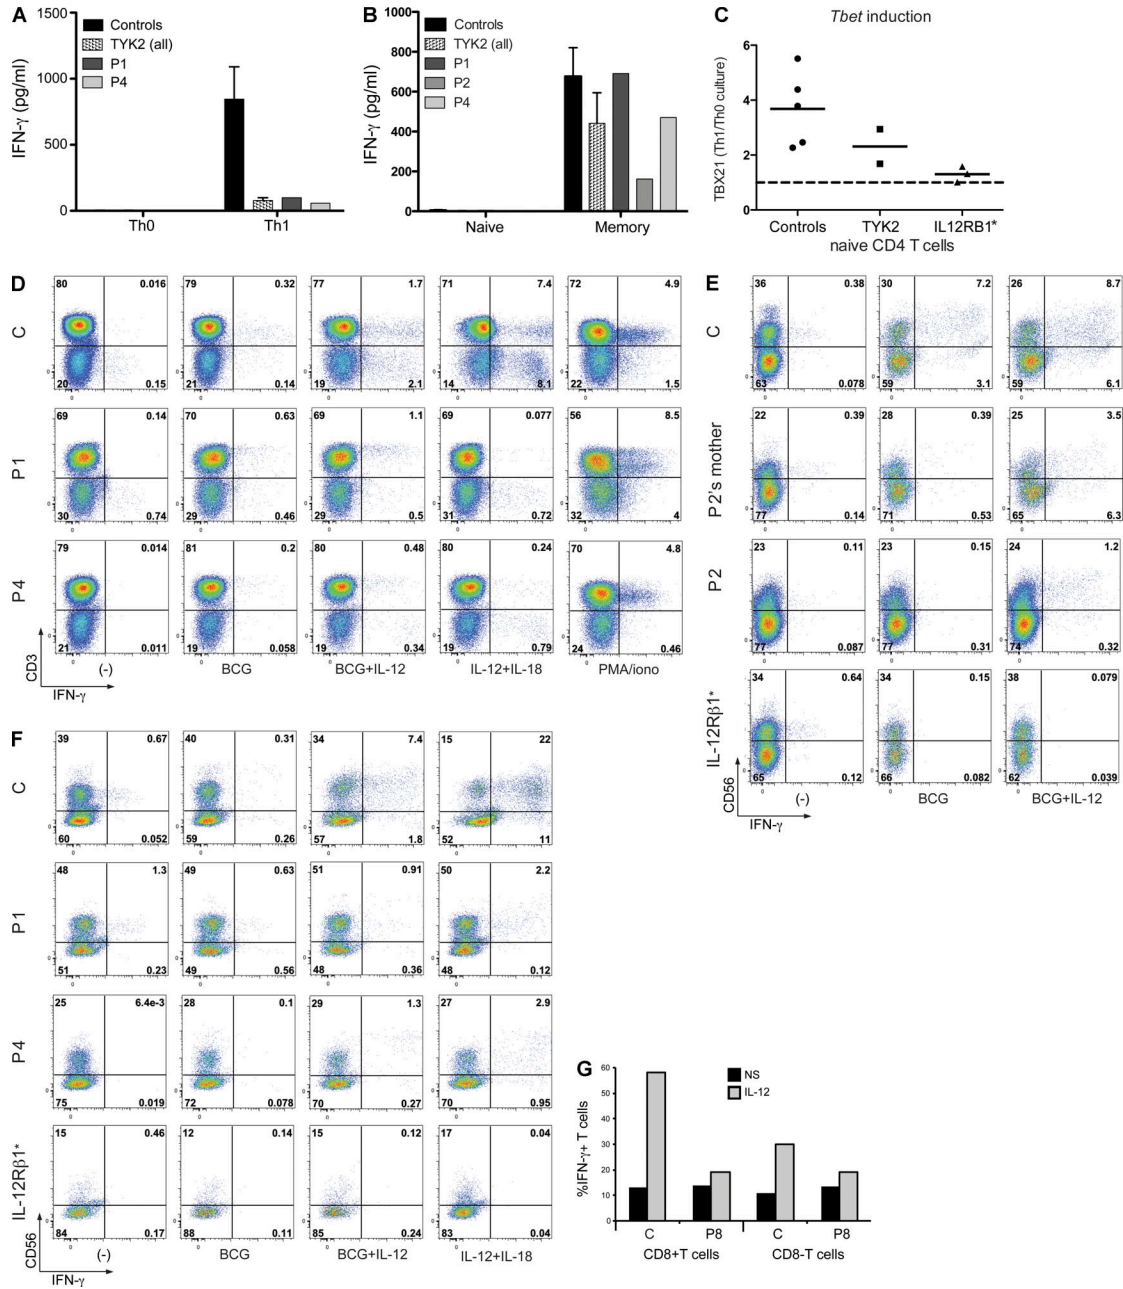 A
1500
1000
500
0
IFN-γ (pg/ml)
Controls
TYK2 (all)
P1
P4
Th0
Th1
B
1000
800
600
400
200
0
IFN-γ (pg/ml)
Controls
TYK2 (all)
P1
P2
P4
Naive
Memory
C
Tbet induction
6
4
2
0
TBX21 (Th1/Th0 culture)
Controls
TYK2
IL12RB1*
naive CD4 T cells
D
C
80 0.016
20 0.15
79 0.32
21 0.14
77 1.7
19 2.1
71 7.4
14 8.1
72 4.9
22 1.5
P1
69 0.14
30 0.74
70 0.63
29 0.46
69 1.1
29 0.5
69 0.077
31 0.72
56 8.5
32 4
P4
79 0.014
21 0.011
81 0.2
19 0.058
80 0.48
19 0.34
80 0.24
19 0.79
70 4.8
24 0.46
CD3
IFN-γ
(-)
BCG
BCG+IL-12
IL-12+IL-18
PMA/iono
E
C
36 0.38
63 0.078
30 7.2
59 3.1
26 8.7
59 6.1
P2's mother
22 0.39
77 0.14
28 0.39
71 0.53
25 3.5
65 6.3
P2
23 0.11
77 0.087
23 0.15
77 0.31
24 1.2
74 0.32
IL-12Rβ1*
34 0.64
65 0.12
34 0.15
66 0.082
38 0.079
62 0.039
CD56
IFN-γ
(-)
BCG
BCG+IL-12
F
C
39 0.67
60 0.052
40 0.31
59 0.26
34 7.4
57 1.8
15 22
52 11
P1
48 1.3
51 0.23
49 0.63
49 0.56
51 0.91
48 0.36
50 2.2
48 0.12
P4
25 6.4e-3
75 0.019
28 0.1
72 0.078
29 1.3
70 0.27
27 2.9
70 0.95
IL-12Rβ1*
15 0.46
84 0.17
12 0.14
88 0.11
15 0.12
85 0.24
17 0.04
83 0.04
CD56
IFN-γ
(-)
BCG
BCG+IL-12
IL-12+IL-18
G
60
50
40
30
20
10
0
%IFN-γ+ T cells
NS
IL-12
C
P8
C
P8
CD8+T cells
CD8-T cells